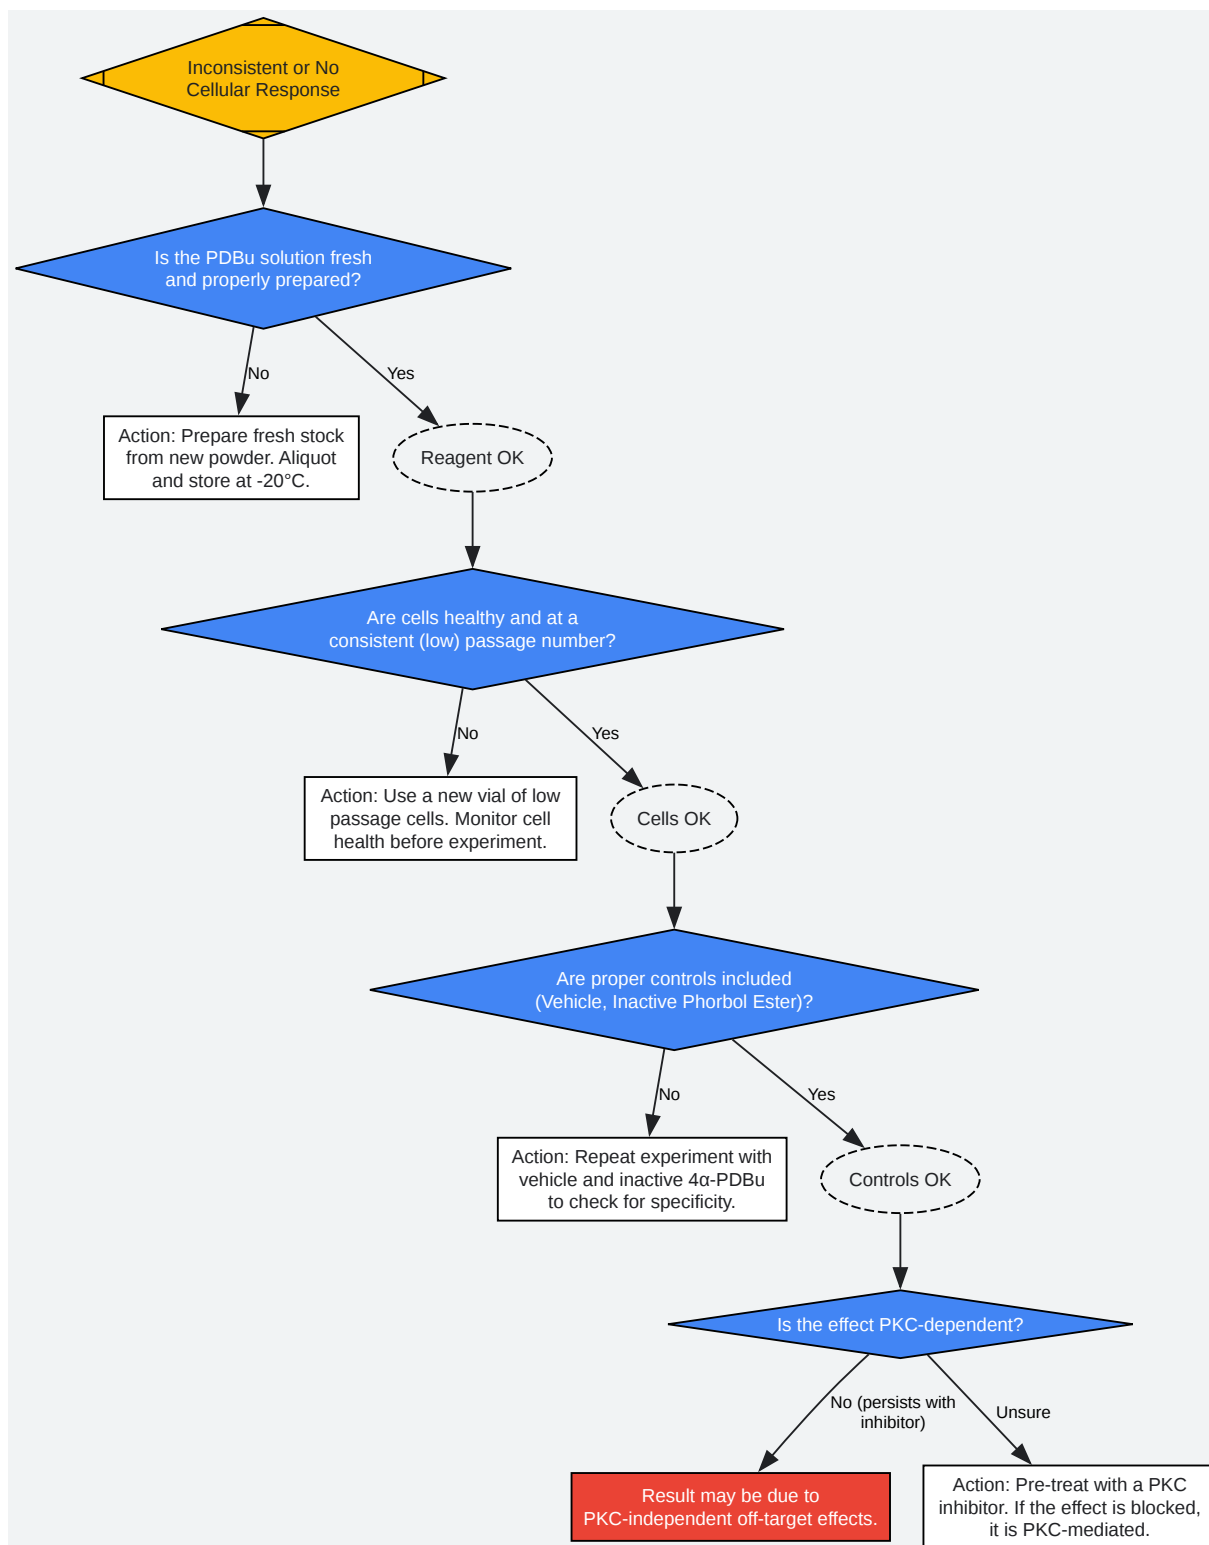 Inconsistent or No
Cellular Response
Is the PDBu solution fresh
and properly prepared?
No
Yes
Action: Prepare fresh stock
from new powder. Aliquot
and store at -20°C.
Reagent OK
Are cells healthy and at a
consistent (low) passage number?
No
Yes
Action: Use a new vial of low
passage cells. Monitor cell
health before experiment.
Cells OK
Are proper controls included
(Vehicle, Inactive Phorbol Ester)?
No
Yes
Action: Repeat experiment with
vehicle and inactive 4α-PDBu
to check for specificity.
Controls OK
Is the effect PKC-dependent?
No (persists with
inhibitor)
Unsure
Result may be due to
PKC-independent off-target effects.
Action: Pre-treat with a PKC
inhibitor. If the effect is blocked,
it is PKC-mediated.